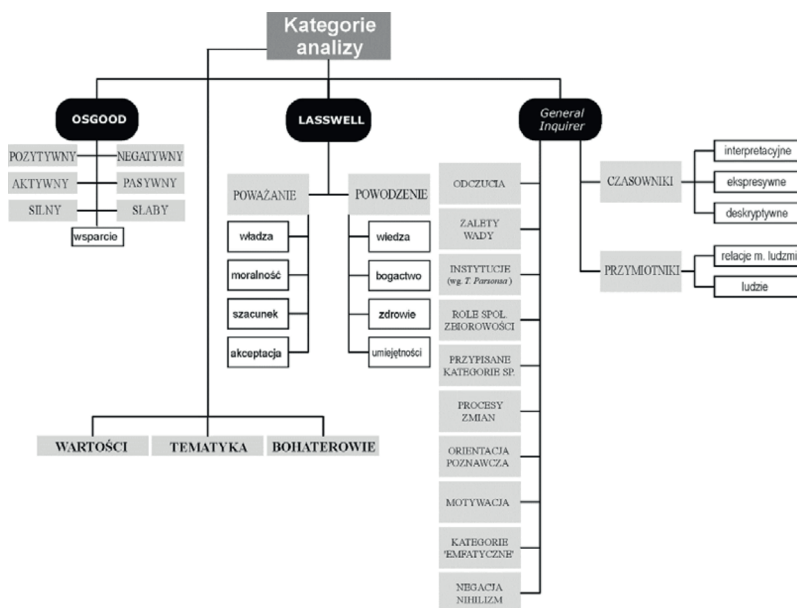 Kategorie
analizy
OSGOOD
POZYTYWNY
NEGATYWNY
AKTYWNY
PASYWNY
SILNY
SŁABY
wsparcie
LASSWELL
POWAŻANIE
POWODZENIE
władza
moralność
szacunek
akceptacja
wiedza
bogactwo
zdrowie
umiejętności
General
Inquirer
ODCZUCIA
ZALETY
WADY
INSTYTUCJE
(wg. T. Parsonsa )
ROLE SPOL.
ZBIOROWOŚCI
PRZYPISANE
KATEGORIE SP.
PROCESY
ZMIAN
ORIENTACJA
POZNAWCZA
MOTYWACJA
KATEGORIE
'EMFATYCZNE'
NEGACJA
NIHILIZM
CZASOWNIKI
interpretacyjne
ekspresywne
deskryptywne
PRZYMIOTNIKI
relacje m. ludzmi
ludzie
WARTOŚCI
TEMATYKA
BOHATEROWIE